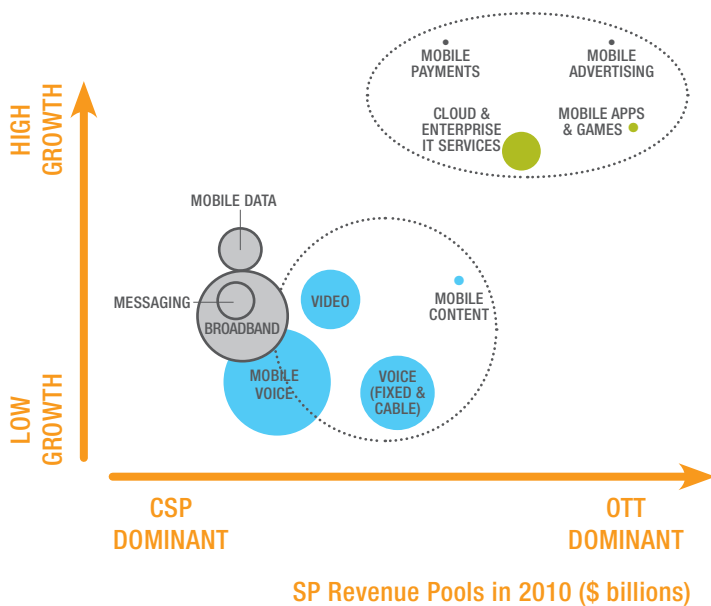 HIGH
GROWTH
MOBILE
PAYMENTS
MOBILE
ADVERTISING
CLOUD &
ENTERPRISE
IT SERVICES
MOBILE APPS
& GAMES
MOBILE DATA
MESSAGING
BROADBAND
VIDEO
MOBILE
CONTENT
MOBILE
VOICE
VOICE
(FIXED &
CABLE)
LOW
GROWTH
CSP
DOMINANT
OTT
DOMINANT
SP Revenue Pools in 2010 ($ billions)